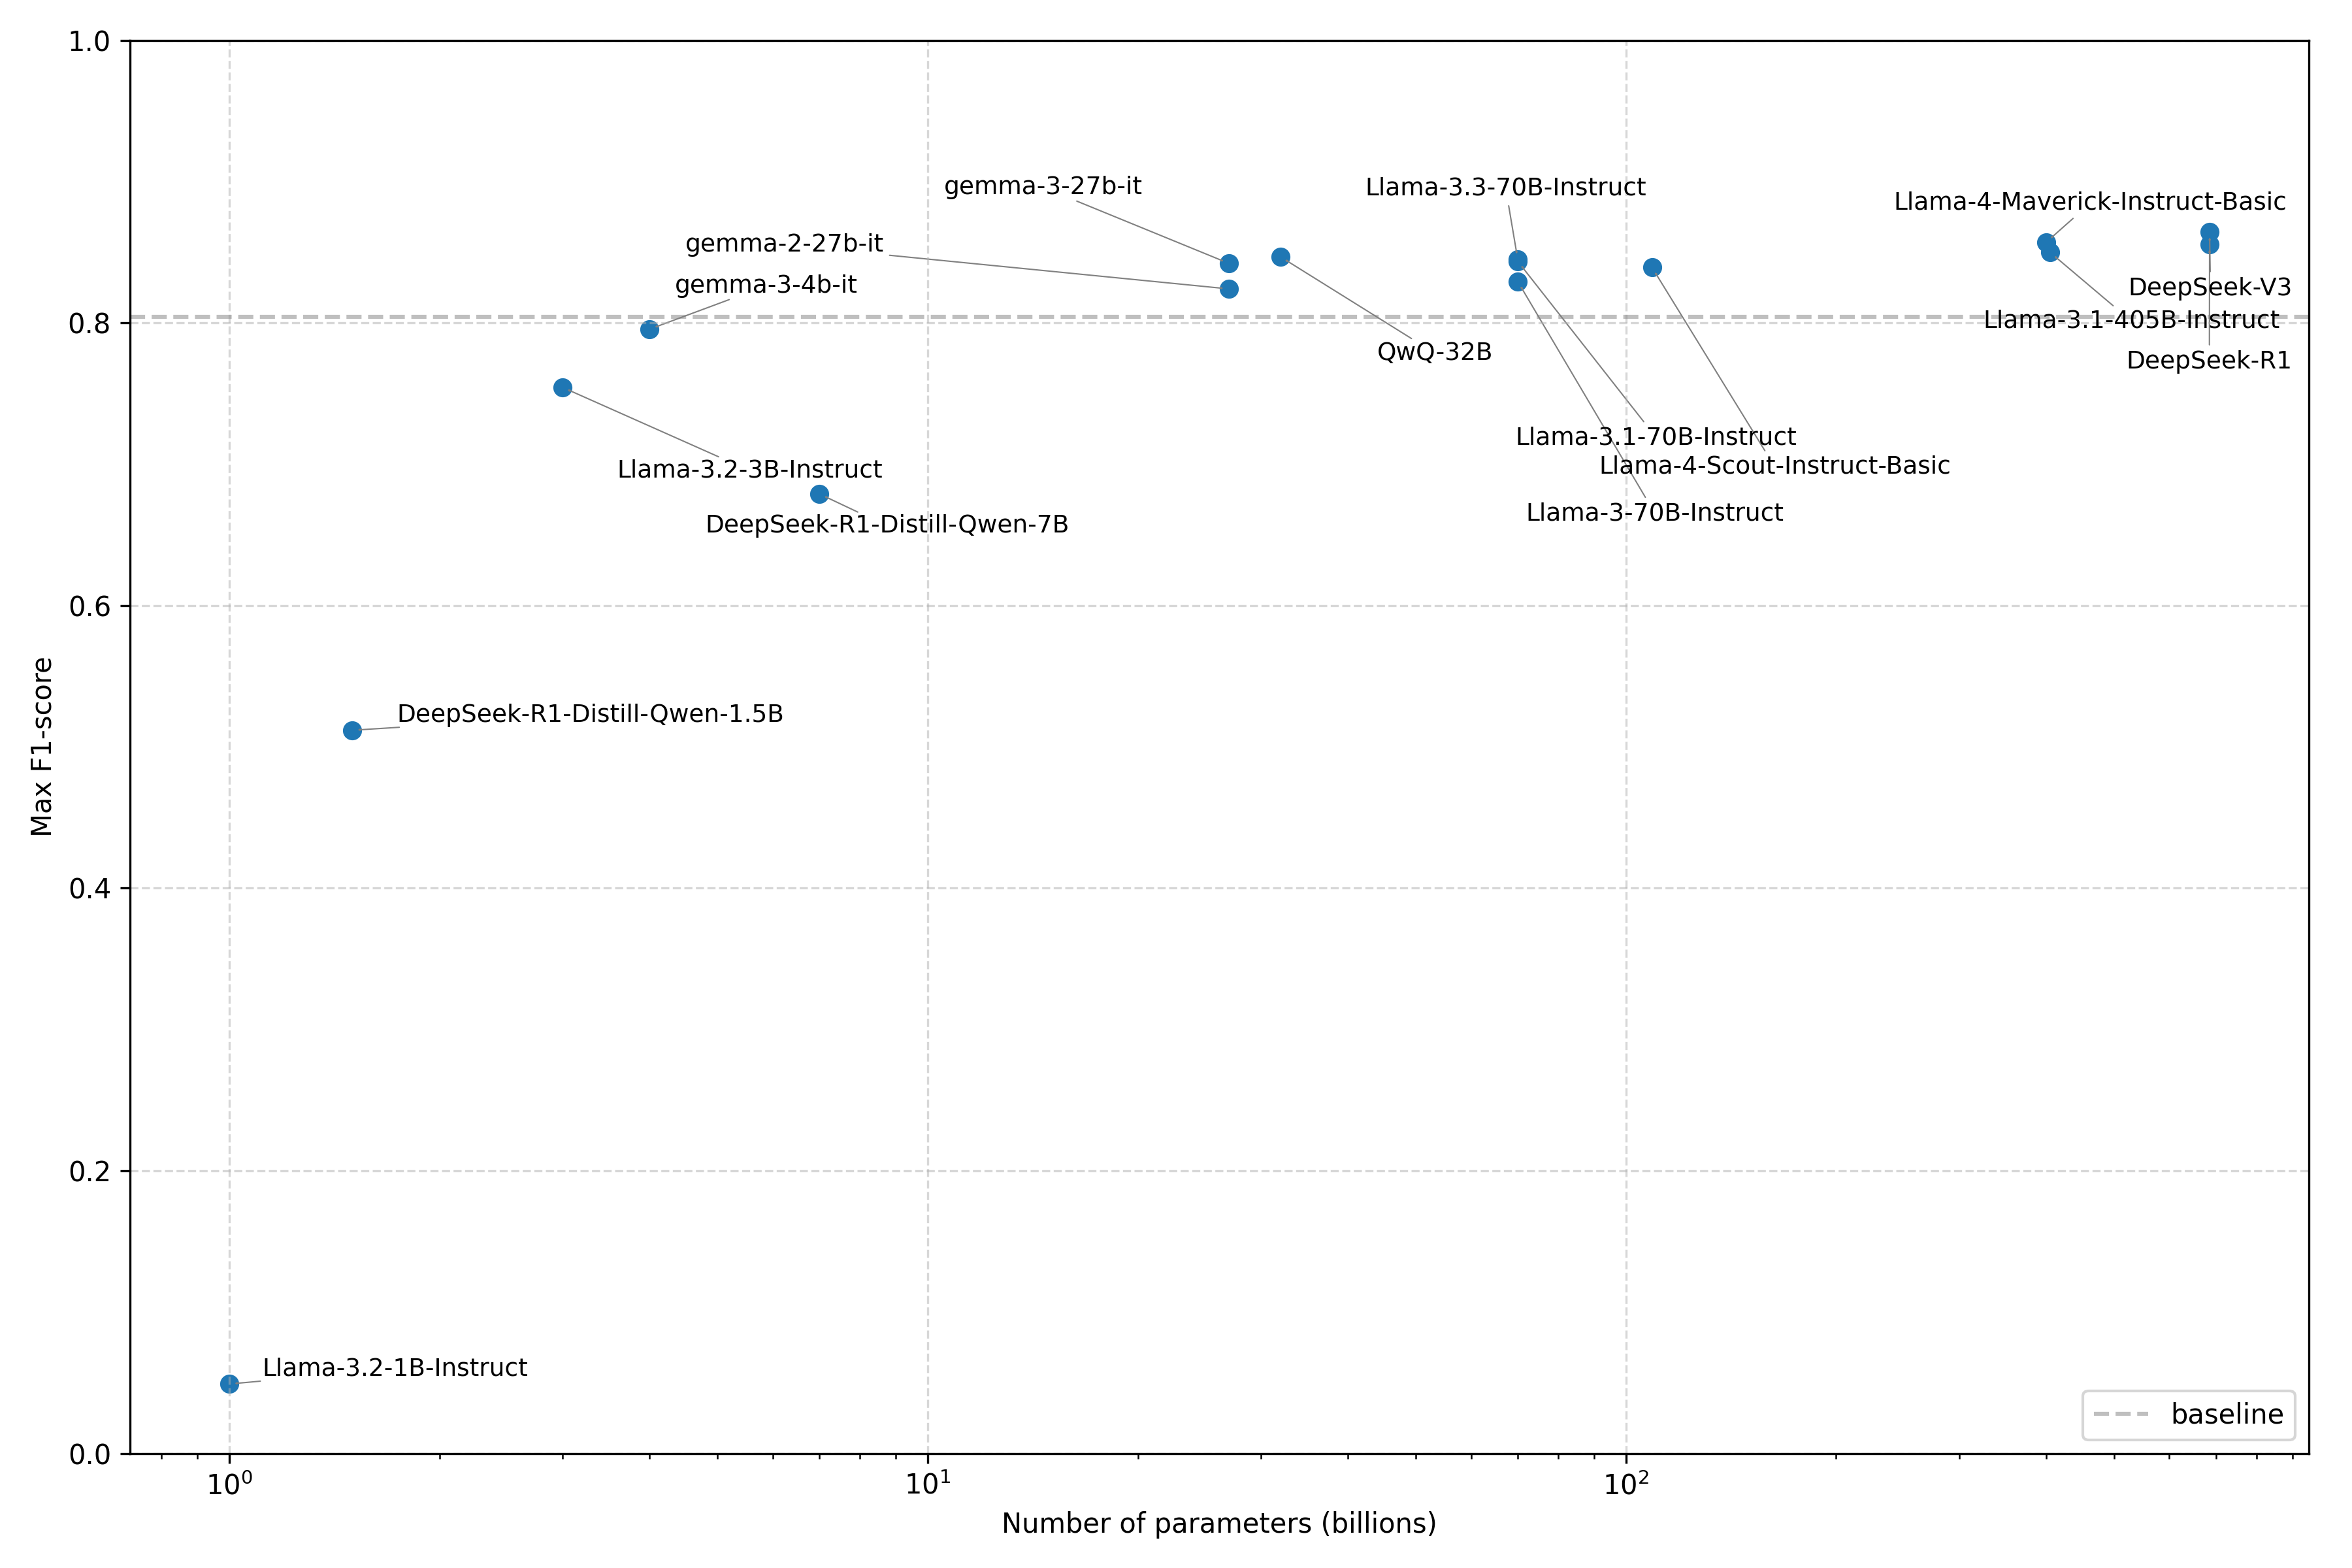 1.0
gemma-3-27b-it
Llama-3.3-70B-Instruct
Llama-4-Maverick-Instruct-Basic
gemma-2-27b-it
gemma-3-4b-it
DeepSeek-V3
0.8
Llama-3.1-405B-Instruct
QwQ-32B
DeepSeek-R1
Llama-3.1-70B-Instruct
Llama-3.2-3B-Instruct
Llama-4-Scout-Instruct-Basic
DeepSeek-R1-Distill-Qwen-7B
Llama-3-70B-Instruct
0.6
Max F1-score
DeepSeek-R1-Distill-Qwen-1.5B
0.4
0.2
Llama-3.2-1B-Instruct
baseline
0.0
10⁰ 10¹ 10²
Number of parameters (billions)